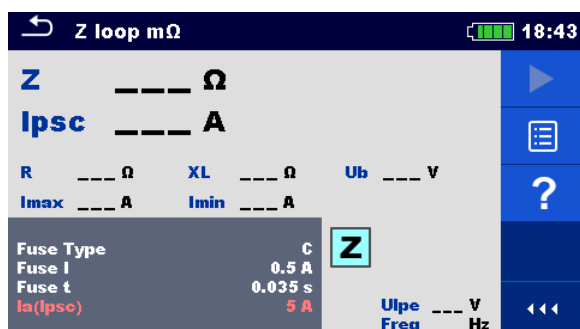 Z loop mΩ 18:43
Z ___ Ω
Ipsc ___ A
R ___ Ω XL ___ Ω Ub ___ V
Imax ___ A Imin ___ A
?
Fuse Type C
Fuse I 0.5 A
Fuse t 0.035 s
Ia(Ipsc) 5 A
Z
Ulpe ___ V
Freq Hz